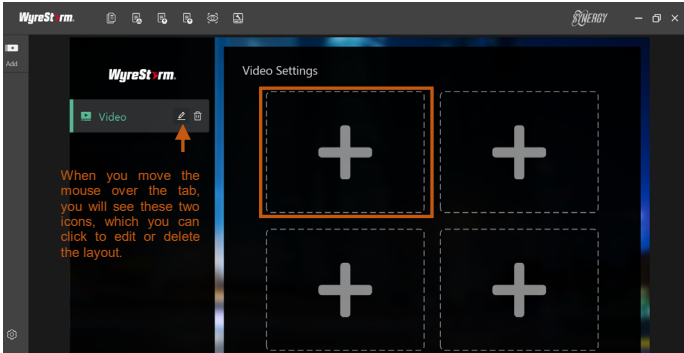 WyreStorm.
SYNERGY
Add
WyreStorm.
Video Settings
Video
When you move the
mouse over the tab,
you will see these two
icons, which you can
click to edit or delete
the layout.